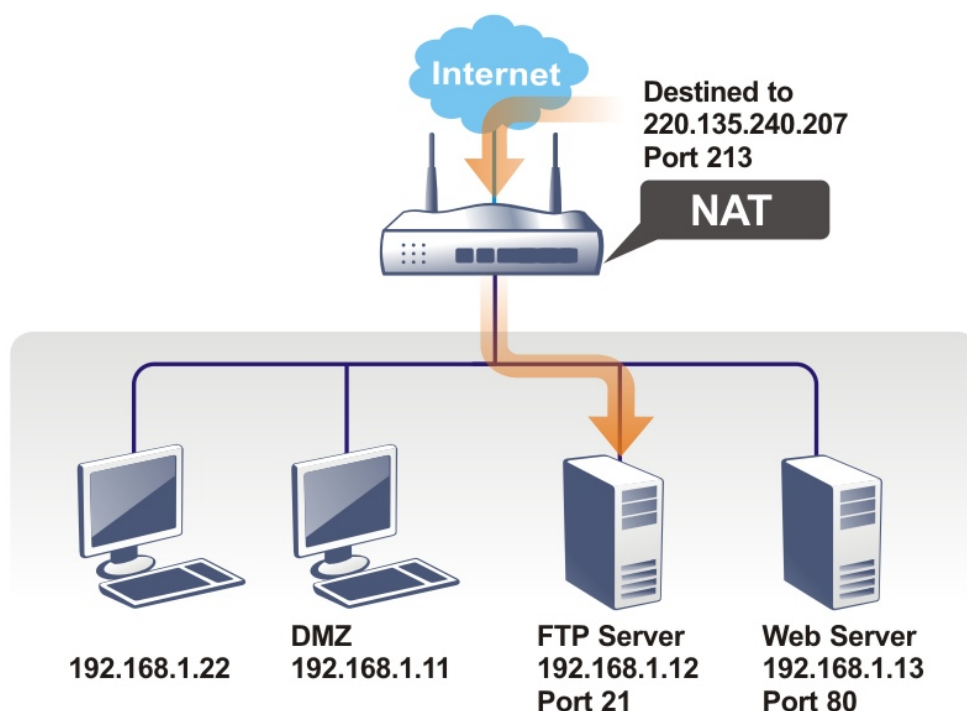 Internet
Destined to
220.135.240.207
Port 213
NAT
192.168.1.22
DMZ
192.168.1.11
FTP Server
192.168.1.12
Port 21
Web Server
192.168.1.13
Port 80